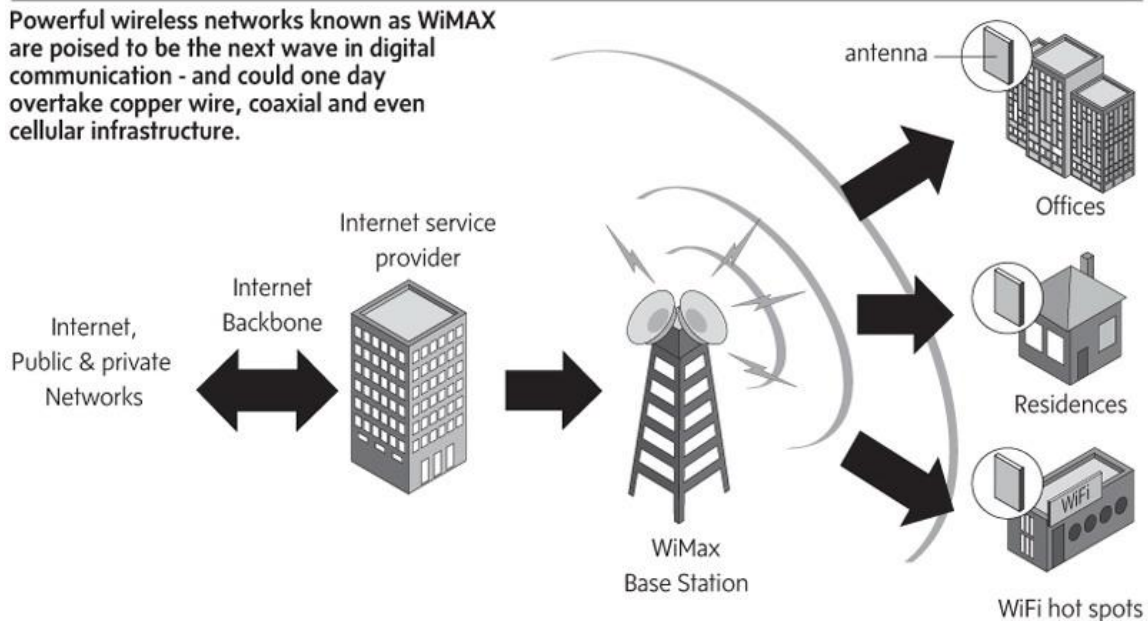 Powerful wireless networks known as WiMAX
are poised to be the next wave in digital
communication - and could one day
overtake copper wire, coaxial and even
cellular infrastructure.
antenna
Offices
Internet service
provider
Internet
Backbone
Internet,
Public & private
Networks
Residences
WiFi
WiMax
Base Station
WiFi hot spots